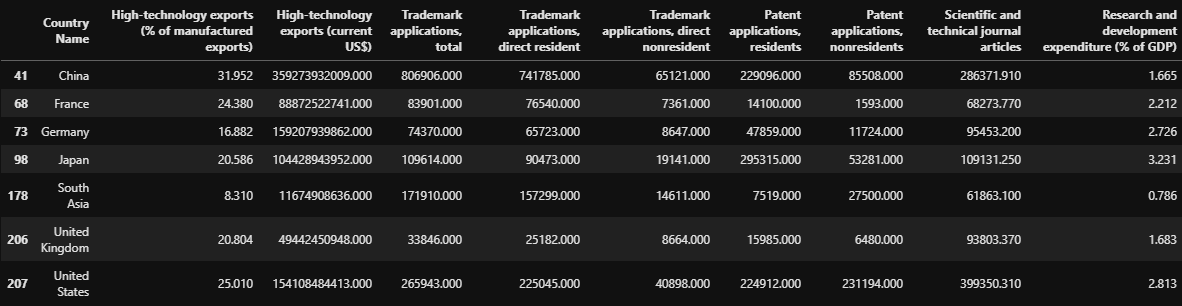 Country Name High-technology exports (% of manufactured exports) High-technology exports (current US$) Trademark applications, total Trademark applications, direct resident Trademark applications, direct nonresident Patent applications, residents Patent applications, nonresidents Scientific and technical journal articles Research and development expenditure (% of GDP)
41 China 31.952 359273932009.000 806906.000 741785.000 65121.000 229096.000 85508.000 286371.910 1.665
68 France 24.380 88872522741.000 83901.000 76540.000 7361.000 14100.000 1593.000 68273.770 2.212
73 Germany 16.882 159207939862.000 74370.000 65723.000 8647.000 47859.000 11724.000 95453.200 2.726
98 Japan 20.586 104428943952.000 109614.000 90473.000 19141.000 295315.000 53281.000 109131.250 3.231
178 South Asia 8.310 11674908636.000 171910.000 157299.000 14611.000 7519.000 27500.000 61863.100 0.786
206 United Kingdom 20.804 49442450948.000 33846.000 25182.000 8664.000 15985.000 6480.000 93803.370 1.683
207 United States 25.010 154108484413.000 265943.000 225045.000 40898.000 224912.000 231194.000 399350.310 2.813